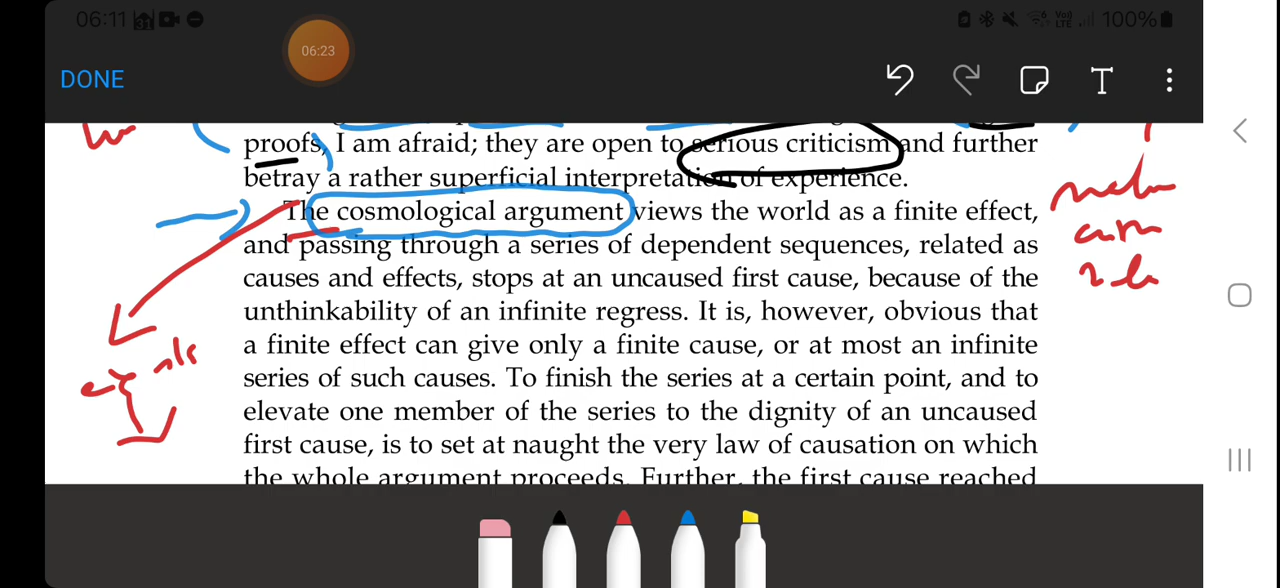 06:11 31 Vo)) LTE 100%
06:23
DONE T
proofs, I am afraid; they are open to serious criticism and further
betray a rather superficial interpretation of experience.
The cosmological argument views the world as a finite effect,
and passing through a series of dependent sequences, related as
causes and effects, stops at an uncaused first cause, because of the
unthinkability of an infinite regress. It is, however, obvious that
a finite effect can give only a finite cause, or at most an infinite
series of such causes. To finish the series at a certain point, and to
elevate one member of the series to the dignity of an uncaused
first cause, is to set at naught the very law of causation on which
the whole argument proceeds. Further, the first cause reached